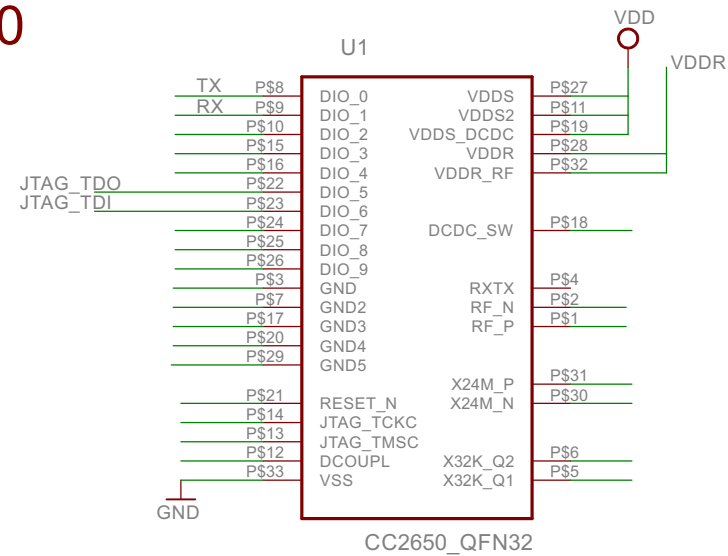 0
VDD
U1
VDDR
TX P$8 DIO_0 VDDS P$27
RX P$9 DIO_1 VDDS2 P$11
P$10 DIO_2 VDDS_DCDC P$19
P$15 DIO_3 VDDR P$28
P$16 DIO_4 VDDR_RF P$32
JTAG_TDO P$22 DIO_5
JTAG_TDI P$23 DIO_6
P$24 DIO_7 DCDC_SW P$18
P$25 DIO_8
P$26 DIO_9
P$3 GND RXTX P$4
P$7 GND2 RF_N P$2
P$17 GND3 RF_P P$1
P$20 GND4
P$29 GND5
X24M_P P$31
P$21 RESET_N X24M_N P$30
P$14 JTAG_TCKC
P$13 JTAG_TMSC
P$12 DCOUPL X32K_Q2 P$6
P$33 VSS X32K_Q1 P$5
GND
CC2650_QFN32